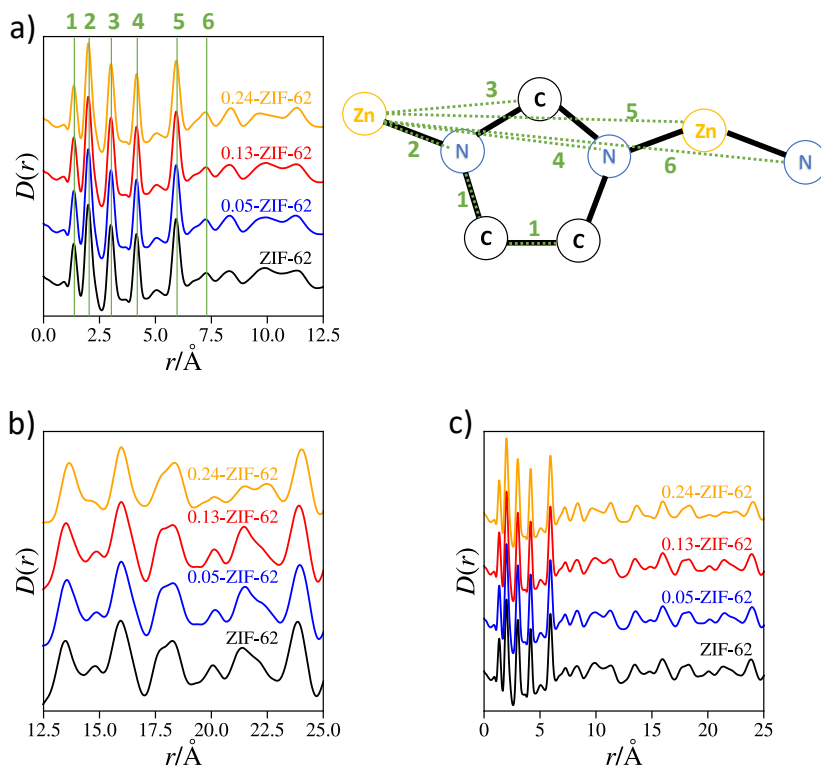 a)
1 2 3 4 5 6
0.24-ZIF-62
0.13-ZIF-62
0.05-ZIF-62
ZIF-62
D(r)
0.0 2.5 5.0 7.5 10.0 12.5
r/Å
Zn
C
3
5
Zn
2
N
4
N
6
N
1
C
1
C
b)
0.24-ZIF-62
0.13-ZIF-62
0.05-ZIF-62
ZIF-62
D(r)
12.5 15.0 17.5 20.0 22.5 25.0
r/Å
c)
0.24-ZIF-62
0.13-ZIF-62
0.05-ZIF-62
ZIF-62
D(r)
0 5 10 15 20 25
r/Å